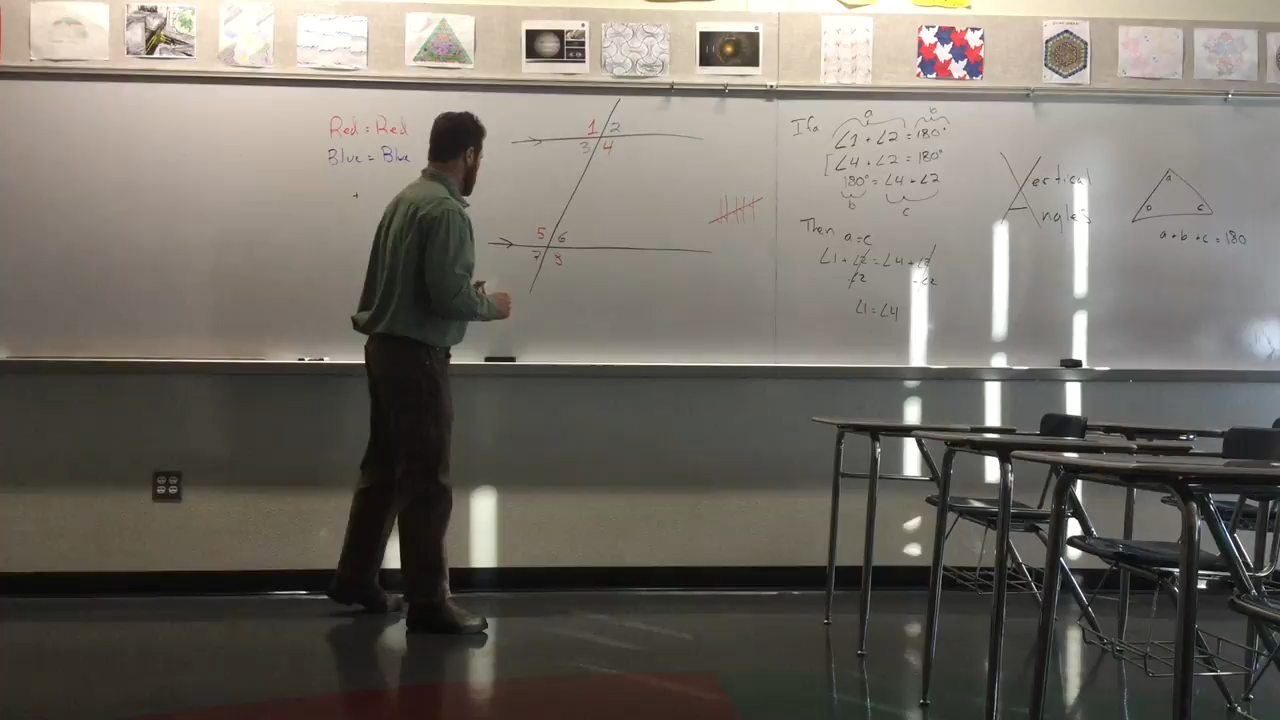 Red = Red
Blue = Blue
+
1 2
3 4
5 6
7 8
If a b
∠1 + ∠2 = 180°
[∠4 + ∠2 = 180°
180° = ∠4 + ∠2
b c
Then a = c
∠1 + ∠2 = ∠4 + ∠2
-∠2 -∠2
∠1 = ∠4
Vertical
Angles
a
b c
a + b + c = 180